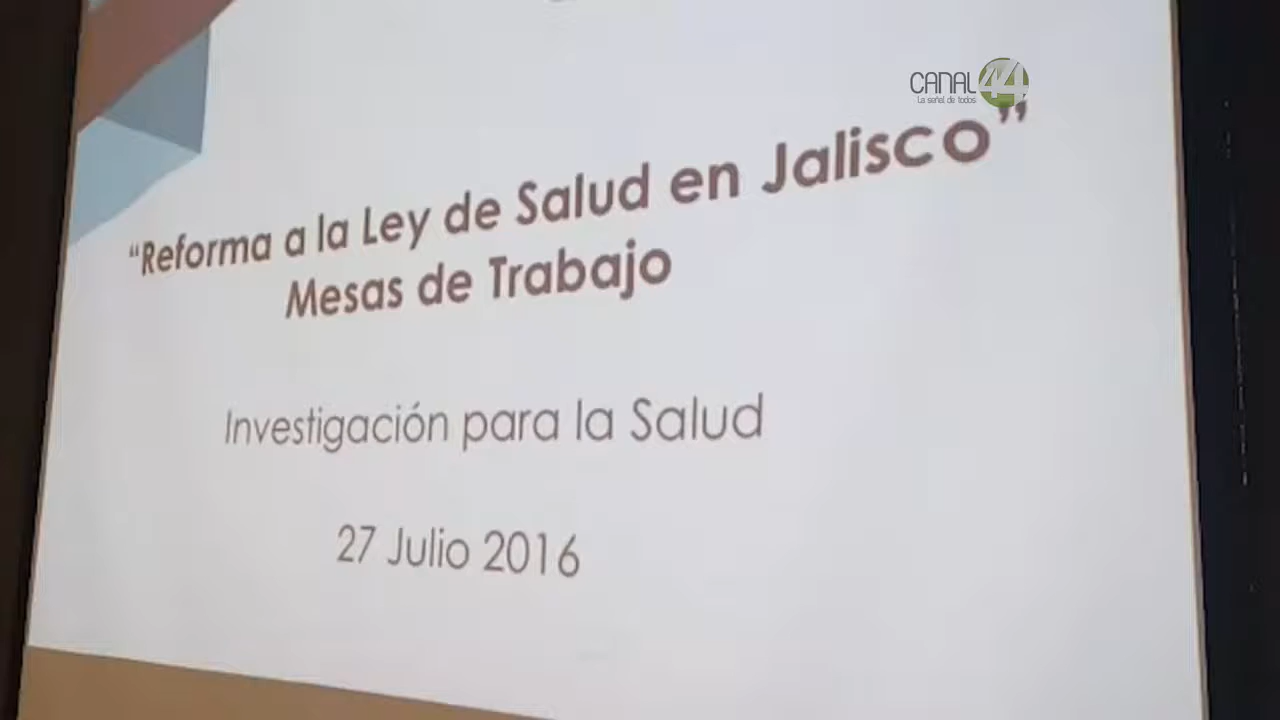 CANAL 44
La señal de todos
“Reforma a la Ley de Salud en Jalisco”
Mesas de Trabajo
Investigación para la Salud
27 Julio 2016